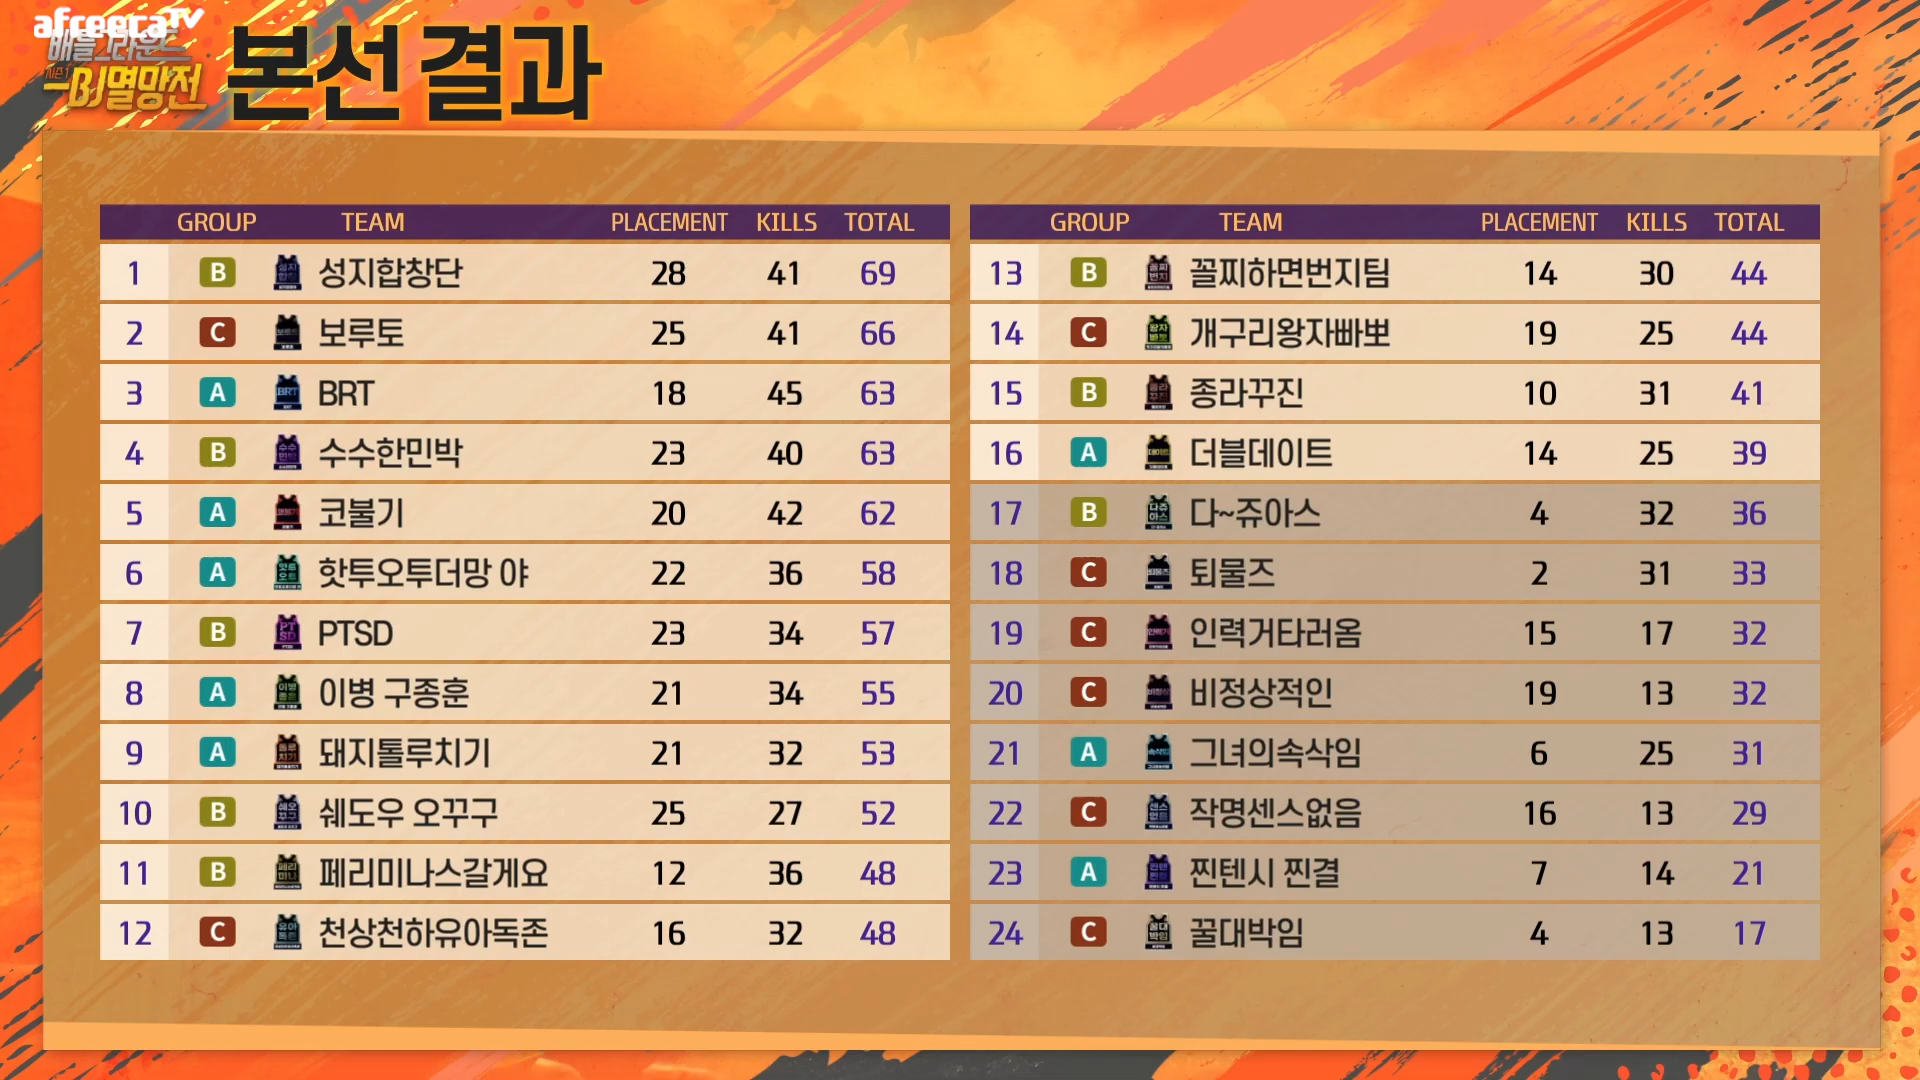 afreecaTV
배틀그라운드
시즌1
BJ멸망전
본선 결과
GROUP TEAM PLACEMENT KILLS TOTAL
1 B 성지합창단 28 41 69
2 C 보루토 25 41 66
3 A BRT 18 45 63
4 B 수수한민박 23 40 63
5 A 코불기 20 42 62
6 A 핫투오투더망 야 22 36 58
7 B PTSD 23 34 57
8 A 이병 구종훈 21 34 55
9 A 돼지톨루치기 21 32 53
10 B 쉐도우 오꾸구 25 27 52
11 B 페리미나스갈게요 12 36 48
12 C 천상천하유아독존 16 32 48
GROUP TEAM PLACEMENT KILLS TOTAL
13 B 꼴찌하면번지팀 14 30 44
14 C 개구리왕자빠뽀 19 25 44
15 B 종라꾸진 10 31 41
16 A 더블데이트 14 25 39
17 B 다~쥬아스 4 32 36
18 C 퇴물즈 2 31 33
19 C 인력거타러옴 15 17 32
20 C 비정상적인 19 13 32
21 A 그녀의속삭임 6 25 31
22 C 작명센스없음 16 13 29
23 A 찐텐시 찐결 7 14 21
24 C 꿀대박임 4 13 17